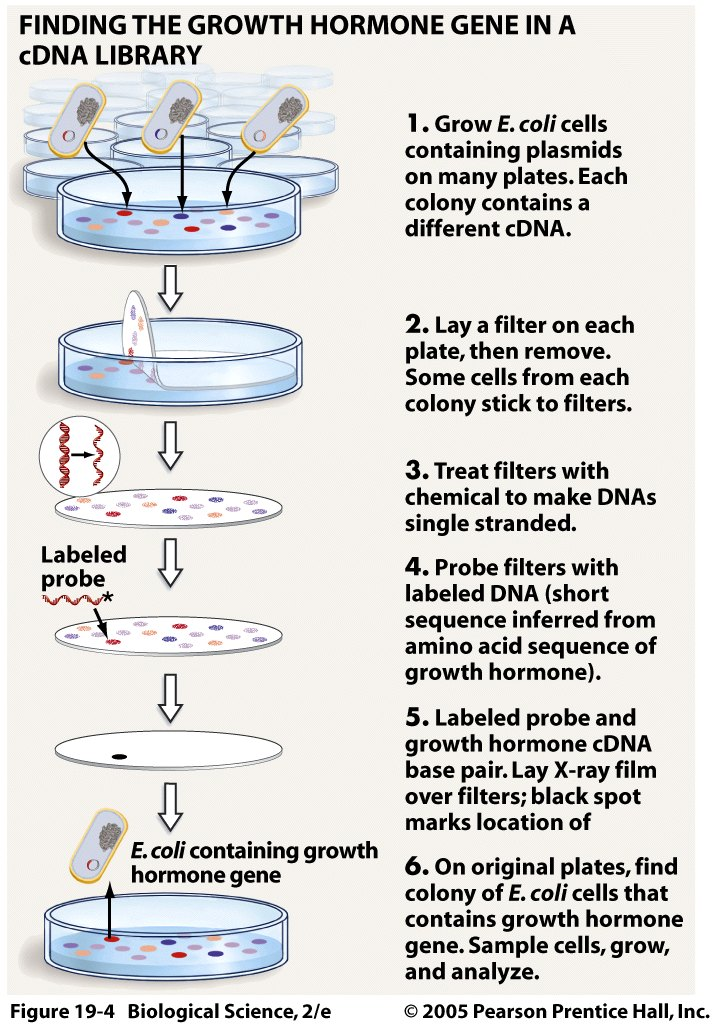 FINDING THE GROWTH HORMONE GENE IN A
cDNA LIBRARY
1. Grow E. coli cells
containing plasmids
on many plates. Each
colony contains a
different cDNA.
2. Lay a filter on each
plate, then remove.
Some cells from each
colony stick to filters.
3. Treat filters with
chemical to make DNAs
single stranded.
Labeled
probe
*
4. Probe filters with
labeled DNA (short
sequence inferred from
amino acid sequence of
growth hormone).
5. Labeled probe and
growth hormone cDNA
base pair. Lay X-ray film
over filters; black spot
marks location of
E. coli containing growth
hormone gene
6. On original plates, find
colony of E. coli cells that
contains growth hormone
gene. Sample cells, grow,
and analyze.
Figure 19-4 Biological Science, 2/e © 2005 Pearson Prentice Hall, Inc.